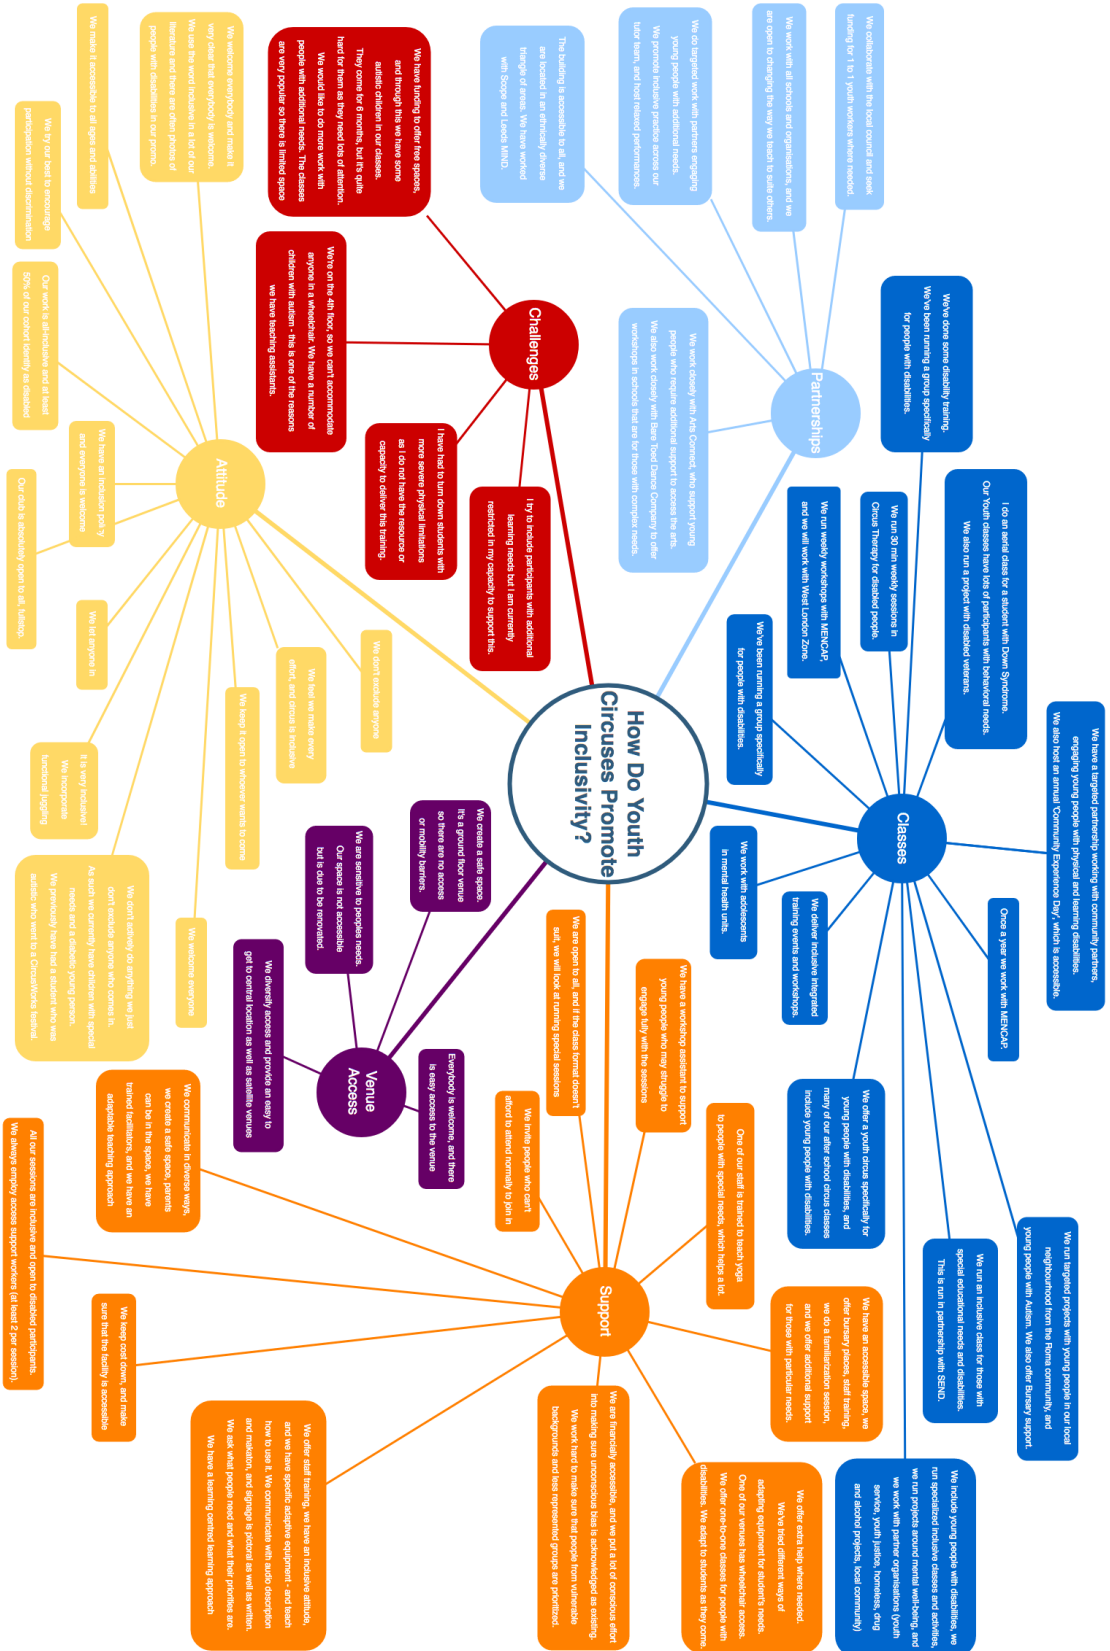 How Do Youth
Circuses Promote
Inclusivity?
Partnerships
We collaborate with the local council and seek
funding for 1 to 1 youth workers where needed.
We work with all schools and organisations, and we
are open to changing the way we teach to suite others.
We do targeted work with partners engaging
young people with additional needs.
We promote inclusive practice across our
tutor team, and host relaxed performances.
The building is accessible to all, and we
are located in an ethnically diverse
triangle of areas. We have worked
with Scope and Leeds MIND.
We work closely with Arts Connect, who support young
people who require additional support to access the arts.
We also work closely with Bare Toed Dance Company to offer
workshops in schools that are for those with complex needs.
Classes
We've done some disability training.
We've been running a group specifically
for people with disabilities.
I do an aerial class for a student with Down Syndrome.
Our Youth classes have lots of participants with behavioral needs.
We also run a project with disabled veterans.
We run 30 min weekly sessions in
Circus Therapy for disabled people.
We run weekly workshops with MENCAP,
and we will work with West London Zone.
We've been running a group specifically
for people with disabilities.
We have a targeted partnership working with community partners,
engaging young people with physical and learning disabilities.
We also host an annual 'Community Experience Day', which is accessible.
Once a year we work with MENCAP.
We work with adolescents
in mental health units.
We deliver inclusive integrated
training events and workshops.
We offer a youth circus specifically for
young people with disabilities, and
many of our after school circus classes
include young people with disabilities.
We run targeted projects with young people in our local
neighbourhood from the Roma community, and
young people with Autism. We also offer Bursary support.
We run an inclusive class for those with
special educational needs and disabilities.
This is run in partnership with SEND.
We include young people with disabilities, we
run specialized inclusive classes and activities,
we run projects around mental well-being, and
we work with partner organisations (youth
service, youth justice, homeless, drug
and alcohol projects, local community)
Challenges
We have funding to offer free spaces,
and through this we have some
autistic children in our classes.
They come for 6 months, but it's quite
hard for them as they need lots of attention.
We would like to do more work with
people with additional needs. The classes
are very popular so there is limited space
We're on the 4th floor, so we can't accommodate
anyone in a wheelchair. We have a number of
children with autism - this is one of the reasons
we have teaching assistants.
I have had to turn down students with
more severe physical limitations
as I do not have the resource or
capacity to deliver this training.
I try to include participants with additional
learning needs but I am currently
restricted in my capacity to support this.
Attitude
We welcome everybody and make it
very clear that everybody is welcome.
We use the word inclusive in a lot of our
literature and there are often photos of
people with disabilities in our promo.
We make it accessible to all ages and abilities
We try our best to encourage
participation without discrimination
Our work is all-inclusive and at least
50% of our cohort identify as disabled
We have an inclusion policy
and everyone is welcome
Our club is absolutely open to all, fullstop.
We let anyone in
It is very inclusive!
We incorporate
functional juggling
We don't actively do anything we just
don't exclude anyone who comes in.
As such we currently have children with special
needs and a diabetic young person.
We previously have had a student who was
autistic who went to a CircusWorks festival.
We welcome everyone
We keep it open to whoever wants to come
We feel we make every
effort, and circus is inclusive
We don't exclude anyone
Venue
Access
We create a safe space.
It's a ground floor venue
so there are no access
or mobility barriers.
We are sensitive to peoples needs.
Our space is not accessible
but is due to be renovated.
We diversify access and provide an easy to
get to central location as well as satellite venues
Everybody is welcome, and there
is easy access to the venue
Support
We have a workshop assistant to support
young people who may struggle to
engage fully with the sessions
We are open to all, and if the class format doesn't
suit, we will look at running special sessions
We invite people who can't
afford to attend normally to join in
One of our staff is trained to teach yoga
to people with special needs, which helps a lot.
We have an accessible space, we
offer bursary places, staff training,
we do a familiarization session,
and we offer additional support
for those with particular needs.
We offer extra help where needed.
We've tried different ways of
adapting equipment for student's needs.
One of our venues has wheelchair access.
We offer one-to-one classes for people with
disabilities. We adapt to students as they come.
We are financially accessible, and we put a lot of conscious effort
into making sure unconscious bias is acknowledged as existing.
We work hard to make sure that people from vulnerable
backgrounds and less represented groups are prioritized.
We offer staff training, we have an inclusive attitude,
and we have specific adaptive equipment - and teach
how to use it. We communicate with audio description
and makaton, and signage is pictoral as well as written.
We ask what people need and what their priorities are.
We have a learning centred learning approach
We keep cost down, and make
sure that the facility is accessible
All our sessions are inclusive and open to disabled participants.
We always employ access support workers (at least 2 per session).
We communicate in diverse ways,
we create a safe space, parents
can be in the space, we have
trained facilitators, and we have an
adaptable teaching approach